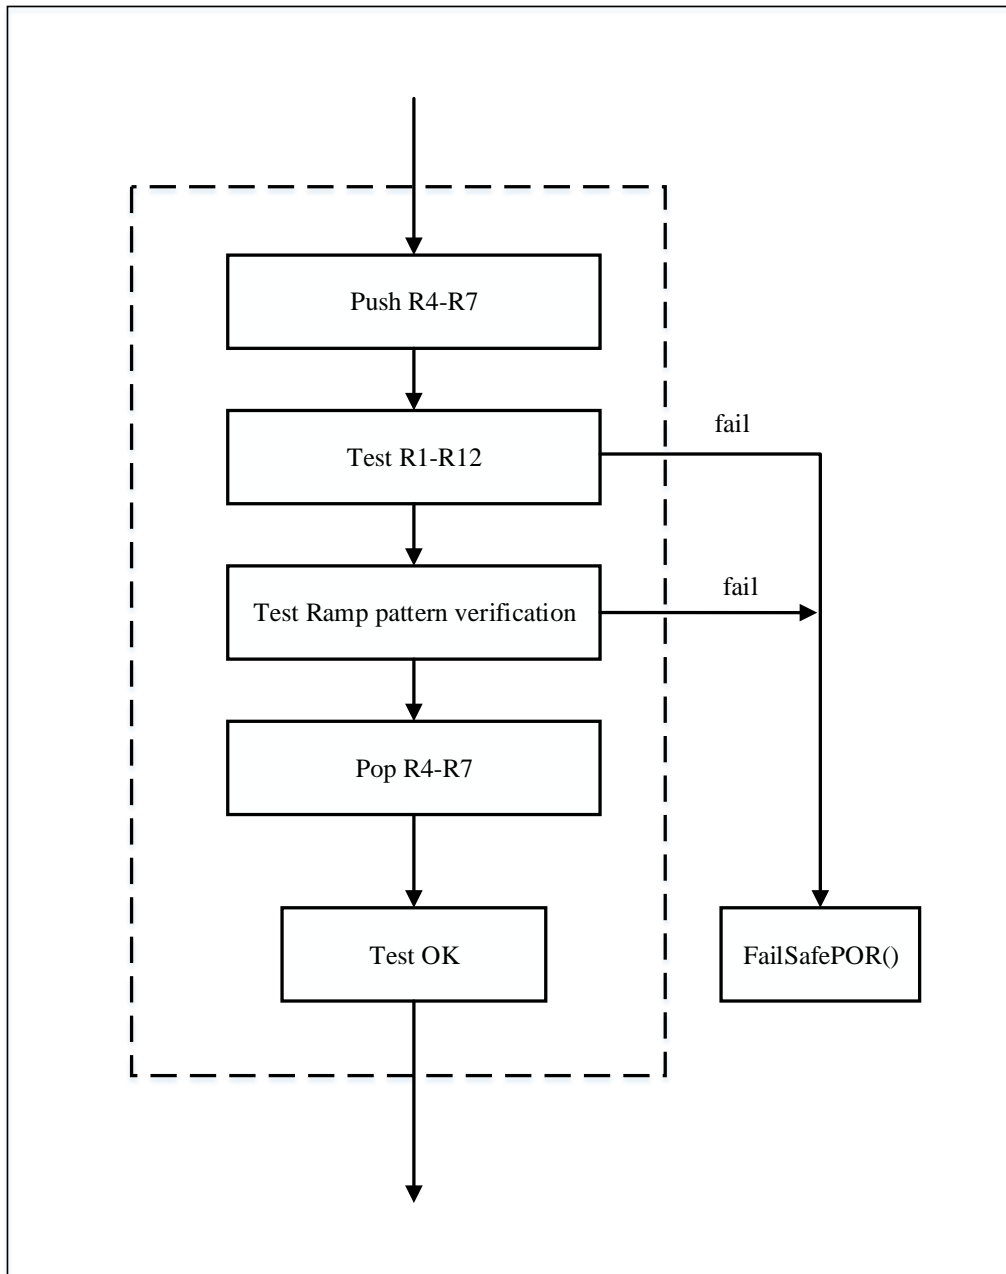 Push R4-R7
Test R1-R12
fail
Test Ramp pattern verification
fail
Pop R4-R7
Test OK
FailSafePOR()